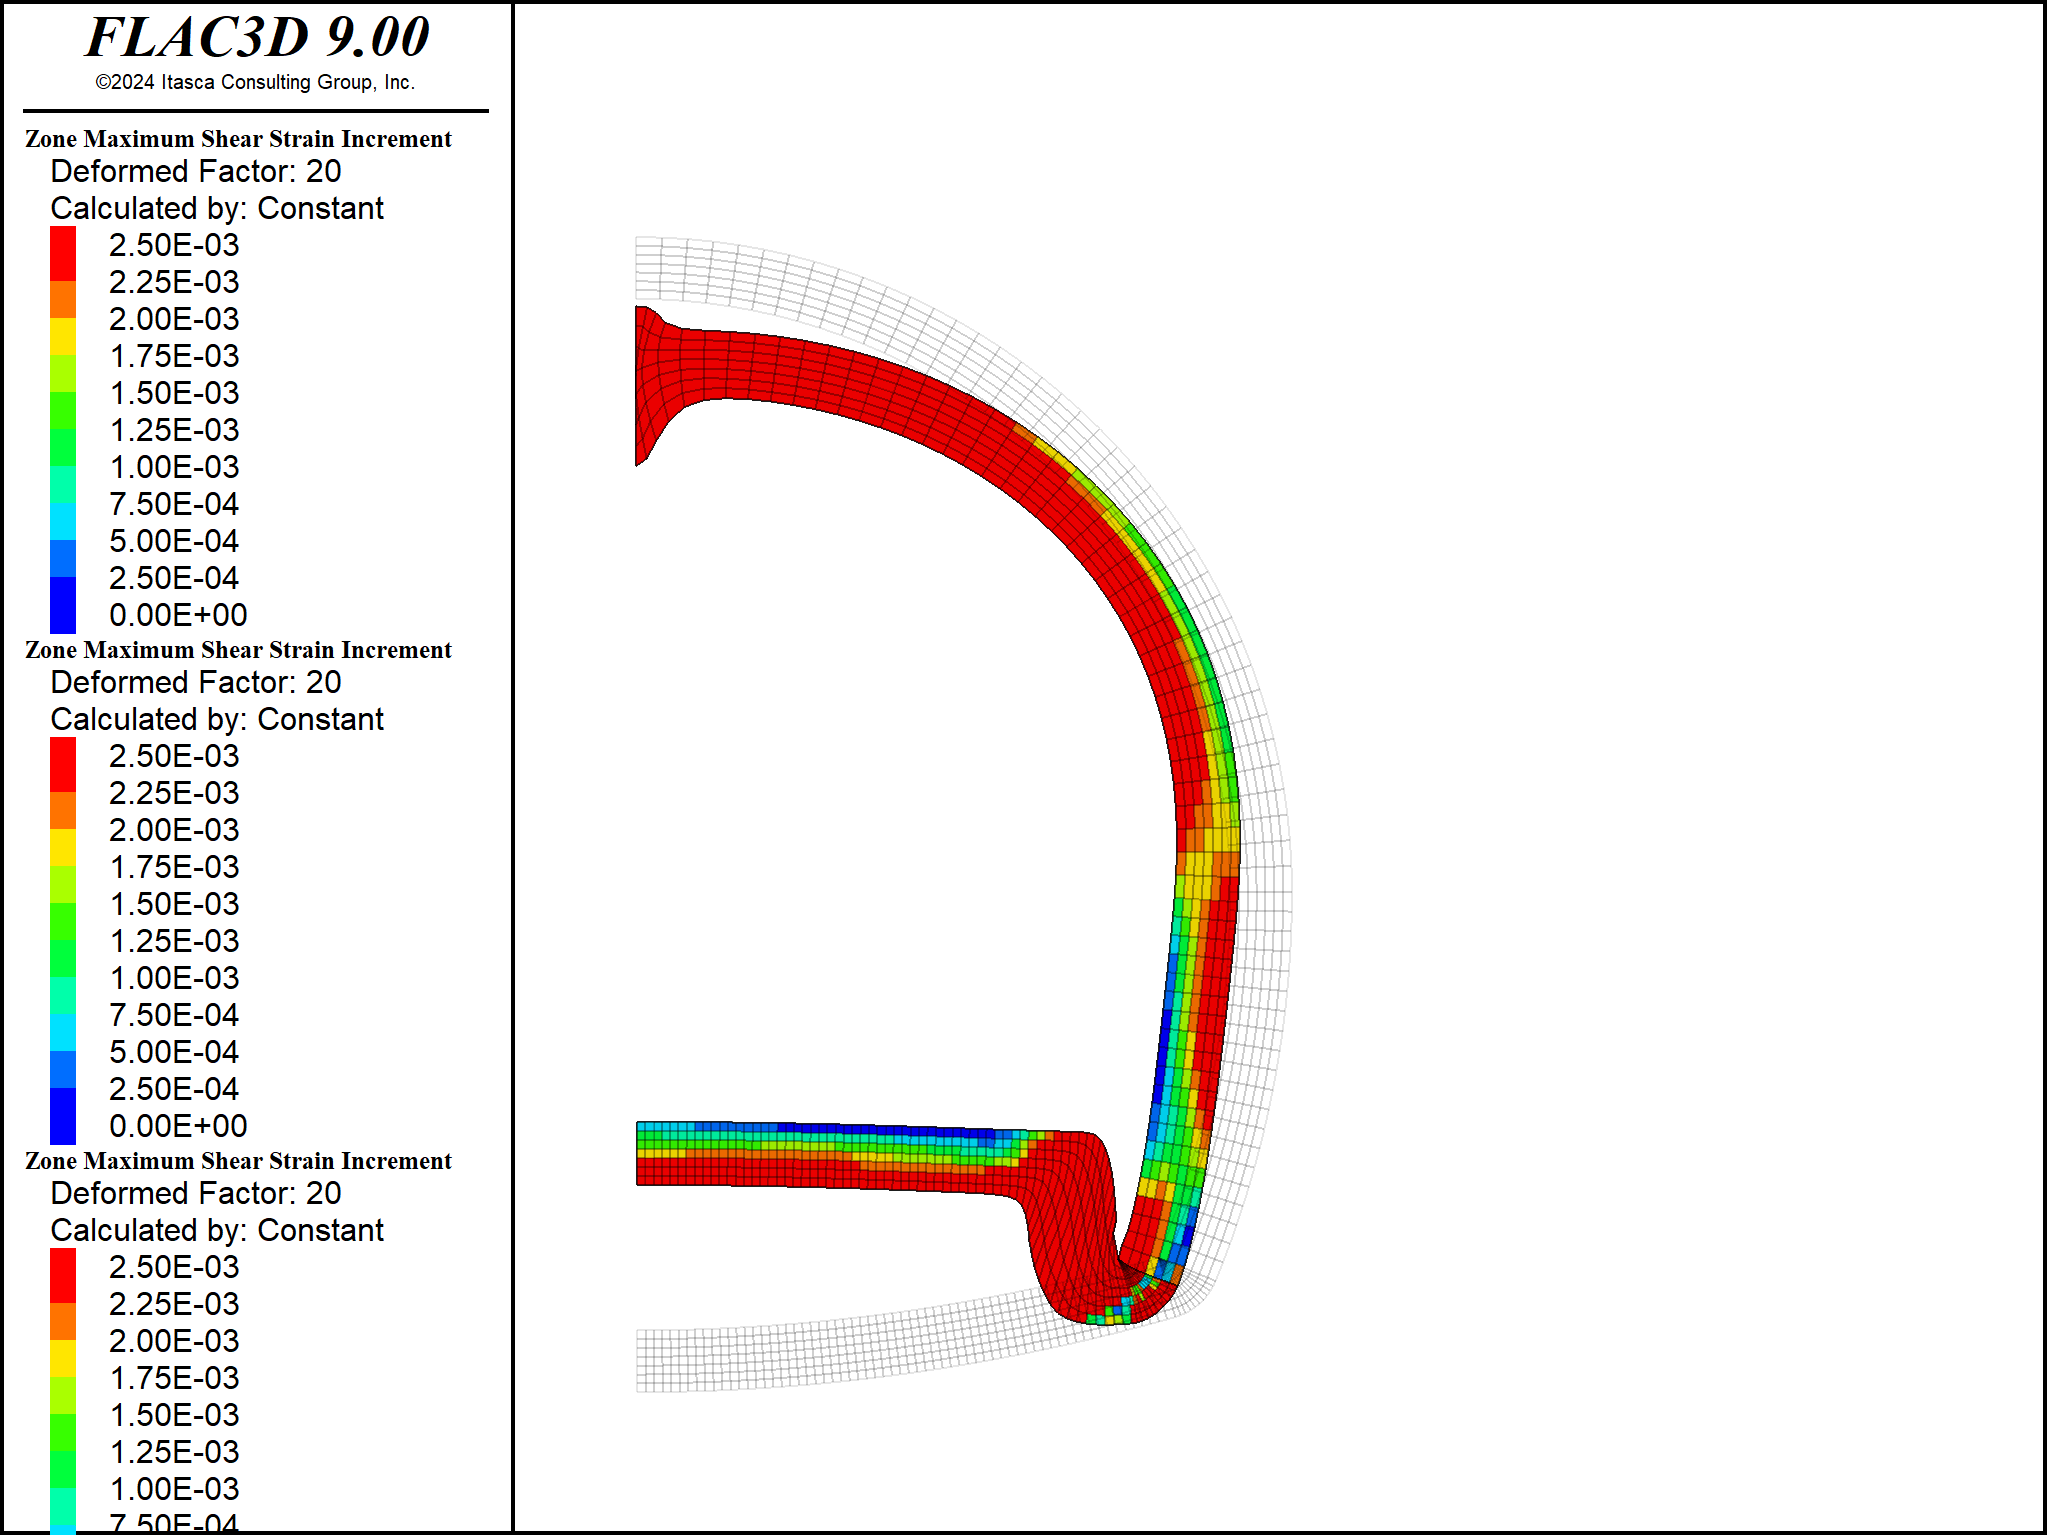 FLAC3D 9.00
©2024 Itasca Consulting Group, Inc.
Zone Maximum Shear Strain Increment
Deformed Factor: 20
Calculated by: Constant
2.50E-03
2.25E-03
2.00E-03
1.75E-03
1.50E-03
1.25E-03
1.00E-03
7.50E-04
5.00E-04
2.50E-04
0.00E+00
Zone Maximum Shear Strain Increment
Deformed Factor: 20
Calculated by: Constant
2.50E-03
2.25E-03
2.00E-03
1.75E-03
1.50E-03
1.25E-03
1.00E-03
7.50E-04
5.00E-04
2.50E-04
0.00E+00
Zone Maximum Shear Strain Increment
Deformed Factor: 20
Calculated by: Constant
2.50E-03
2.25E-03
2.00E-03
1.75E-03
1.50E-03
1.25E-03
1.00E-03
7.50E-04